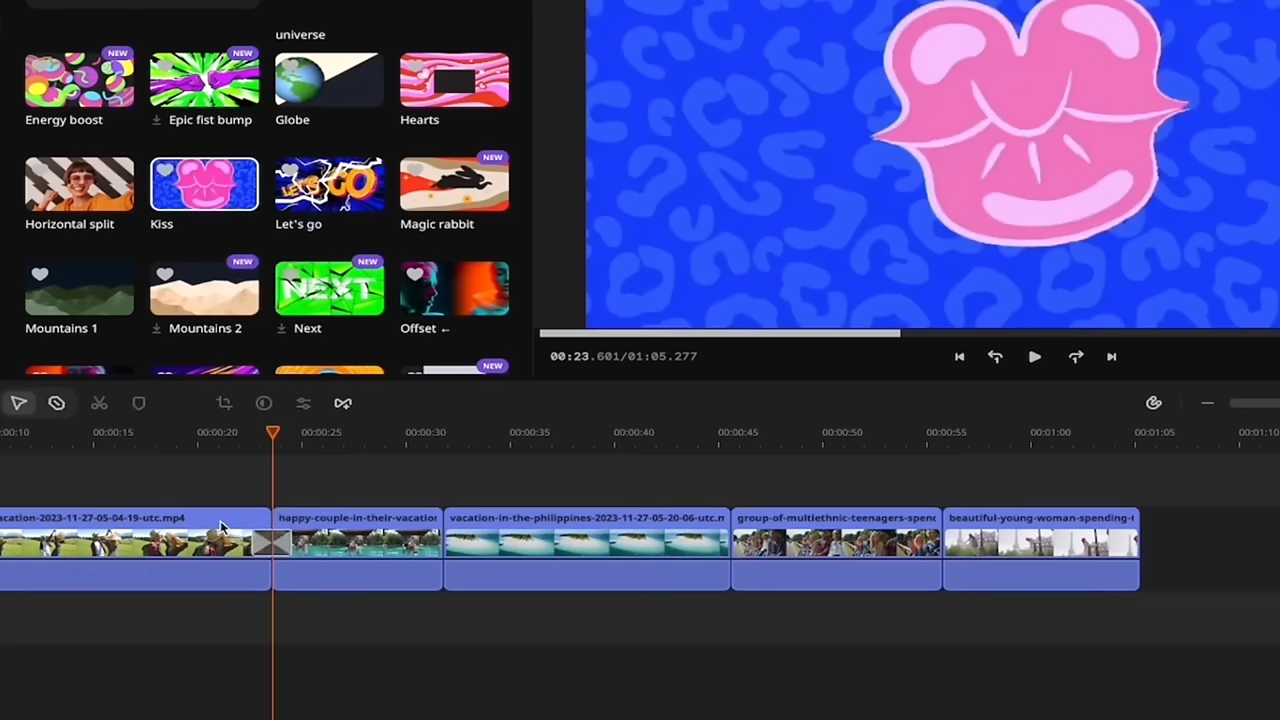 universe
NEW
NEW
Energy boost
Epic fist bump
Globe
Hearts
NEW
LET'S GO
Horizontal split
Kiss
Let's go
Magic rabbit
NEW
NEW
NEXT
Mountains 1
Mountains 2
Next
Offset ←
NEW
00:23.601/01:05.277
:00:10
00:00:15
00:00:20
00:00:25
00:00:30
00:00:35
00:00:40
00:00:45
00:00:50
00:00:55
00:01:00
00:01:05
00:01:10
acation-2023-11-27-05-04-19-utc.mp4
happy-couple-in-their-vacation
vacation-in-the-philippines-2023-11-27-05-20-06-utc.m
group-of-multiethnic-teenagers-spend
beautiful-young-woman-spending-t